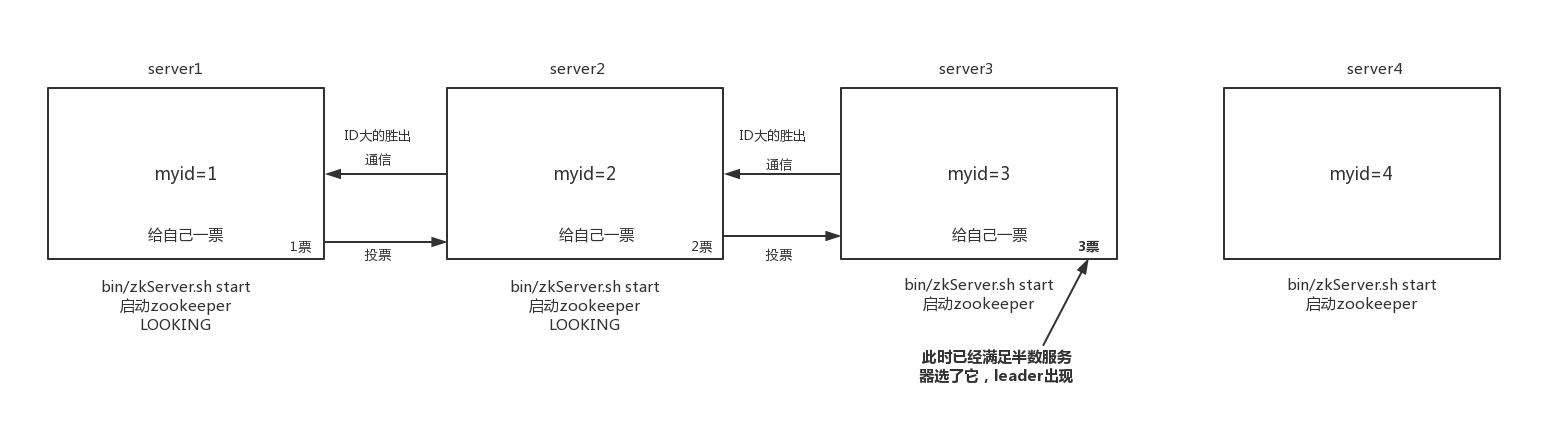 server1
server2
server3
server4
ID大的胜出
通信
ID大的胜出
通信
myid=1
myid=2
myid=3
myid=4
给自己一票
1票
投票
给自己一票
2票
投票
给自己一票
3票
bin/zkServer.sh start
启动zookeeper
LOOKING
bin/zkServer.sh start
启动zookeeper
LOOKING
bin/zkServer.sh start
启动zookeeper
bin/zkServer.sh start
启动zookeeper
此时已经满足半数服务
器选了它，leader出现